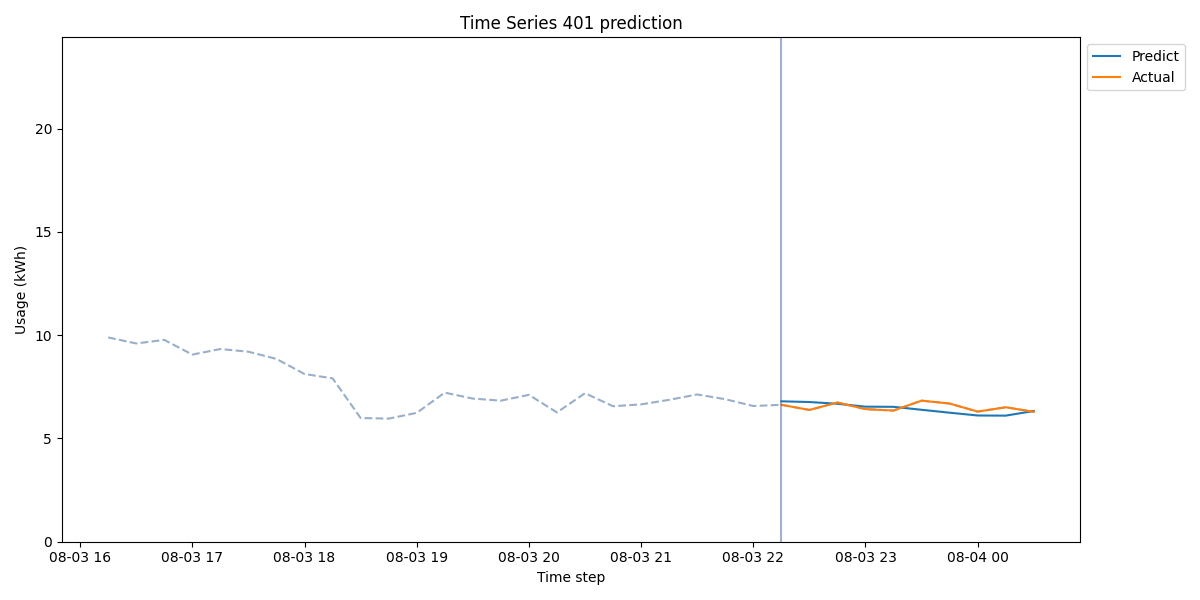 Time Series 401 prediction
Predict
Actual
Usage (kWh)
20
15
10
5
0
08-03 16 08-03 17 08-03 18 08-03 19 08-03 20 08-03 21 08-03 22 08-03 23 08-04 00
Time step